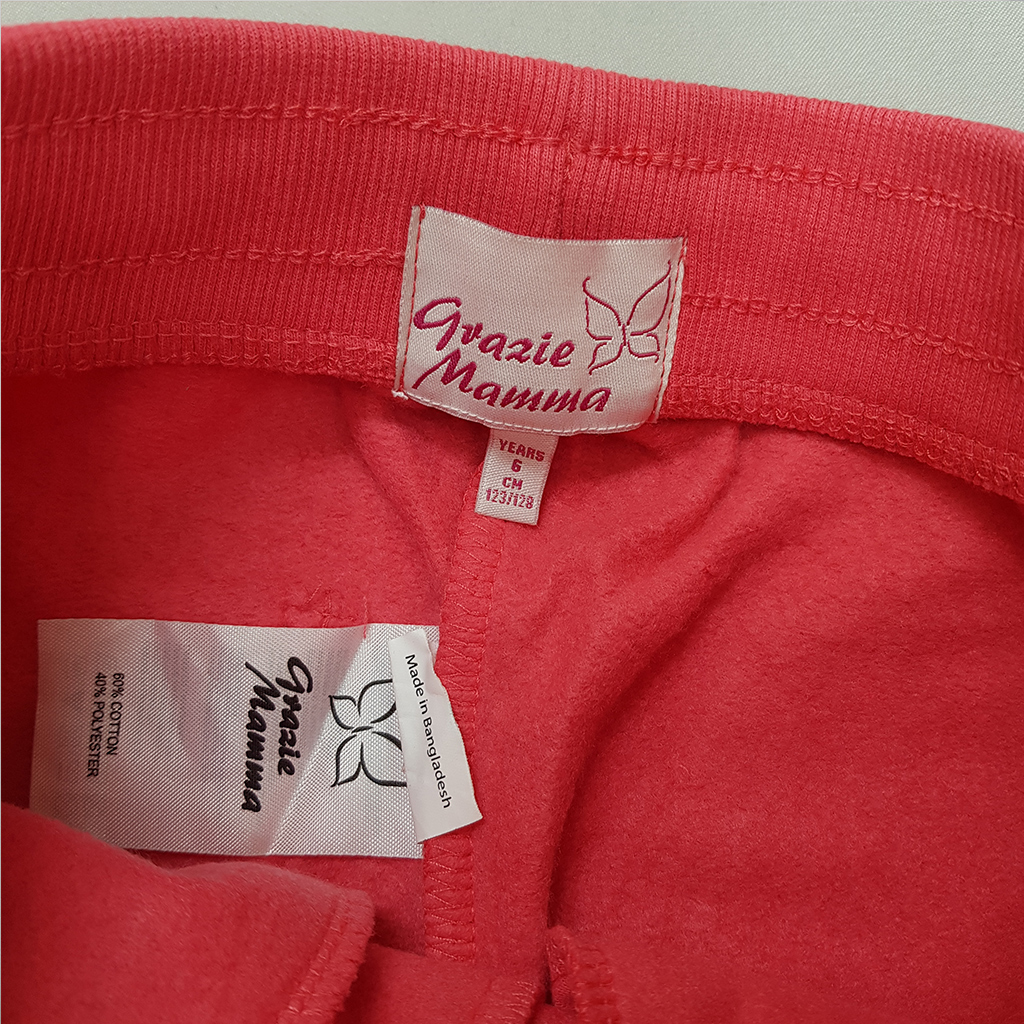 Grazie
Mamma
YEARS
6
CM
123/128
Made in Bangladesh
Grazie
Mamma
60% COTTON
40% POLYESTER